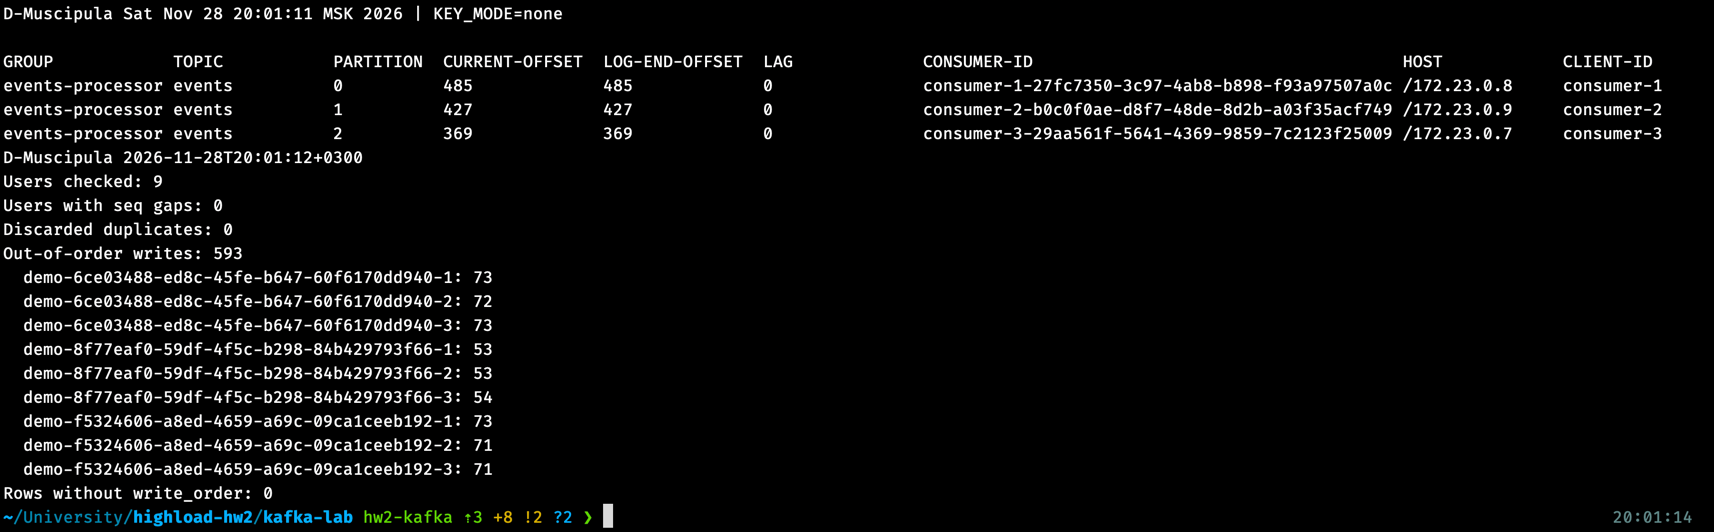 D-Muscipula Sat Nov 28 20:01:11 MSK 2026 | KEY_MODE=none
GROUP TOPIC PARTITION CURRENT-OFFSET LOG-END-OFFSET LAG CONSUMER-ID HOST CLIENT-ID
events-processor events 0 485 485 0 consumer-1-27fc7350-3c97-4ab8-b898-f93a97507a0c /172.23.0.8 consumer-1
events-processor events 1 427 427 0 consumer-2-b0c0f0ae-d8f7-48de-8d2b-a03f35acf749 /172.23.0.9 consumer-2
events-processor events 2 369 369 0 consumer-3-29aa561f-5641-4369-9859-7c2123f25009 /172.23.0.7 consumer-3
D-Muscipula 2026-11-28T20:01:12+0300
Users checked: 9
Users with seq gaps: 0
Discarded duplicates: 0
Out-of-order writes: 593
demo-6ce03488-ed8c-45fe-b647-60f6170dd940-1: 73
demo-6ce03488-ed8c-45fe-b647-60f6170dd940-2: 72
demo-6ce03488-ed8c-45fe-b647-60f6170dd940-3: 73
demo-8f77eaf0-59df-4f5c-b298-84b429793f66-1: 53
demo-8f77eaf0-59df-4f5c-b298-84b429793f66-2: 53
demo-8f77eaf0-59df-4f5c-b298-84b429793f66-3: 54
demo-f5324606-a8ed-4659-a69c-09ca1ceeb192-1: 73
demo-f5324606-a8ed-4659-a69c-09ca1ceeb192-2: 71
demo-f5324606-a8ed-4659-a69c-09ca1ceeb192-3: 71
Rows without write_order: 0
~/University/highload-hw2/kafka-lab hw2-kafka ⇡3 +8 !2 ?2 ❯ 20:01:14